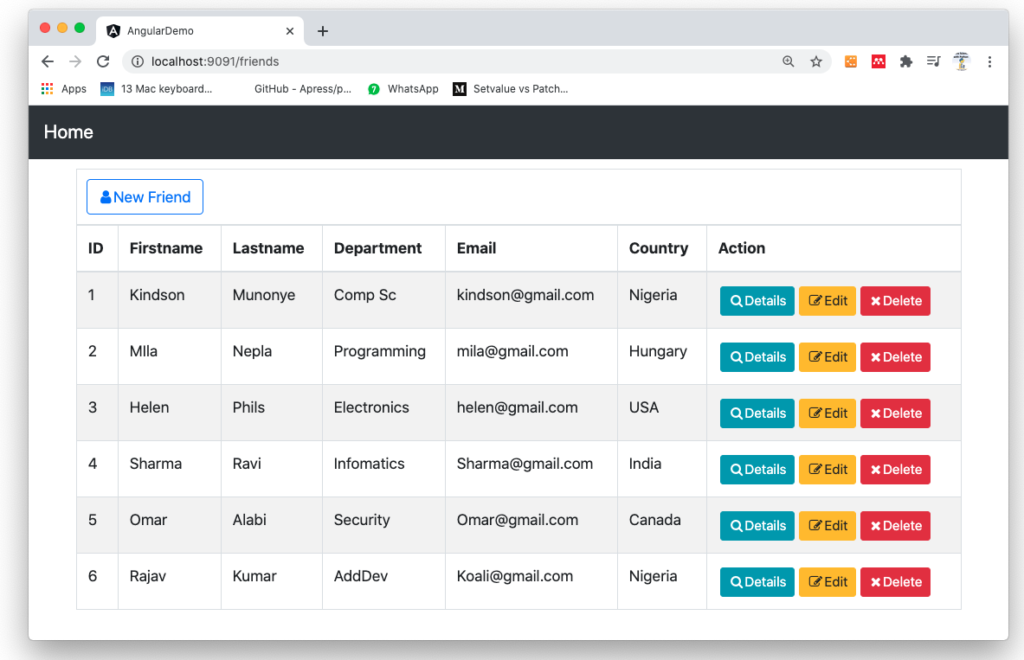 AngularDemo
localhost:9091/friends
Apps 13 Mac keyboard... GitHub - Apress/p... WhatsApp M Setvalue vs Patch...
Home
New Friend
ID Firstname Lastname Department Email Country Action
1 Kindson Munonye Comp Sc kindson@gmail.com Nigeria Details Edit Delete
2 MIla Nepla Programming mila@gmail.com Hungary Details Edit Delete
3 Helen Phils Electronics helen@gmail.com USA Details Edit Delete
4 Sharma Ravi Infomatics Sharma@gmail.com India Details Edit Delete
5 Omar Alabi Security Omar@gmail.com Canada Details Edit Delete
6 Rajav Kumar AddDev Koali@gmail.com Nigeria Details Edit Delete